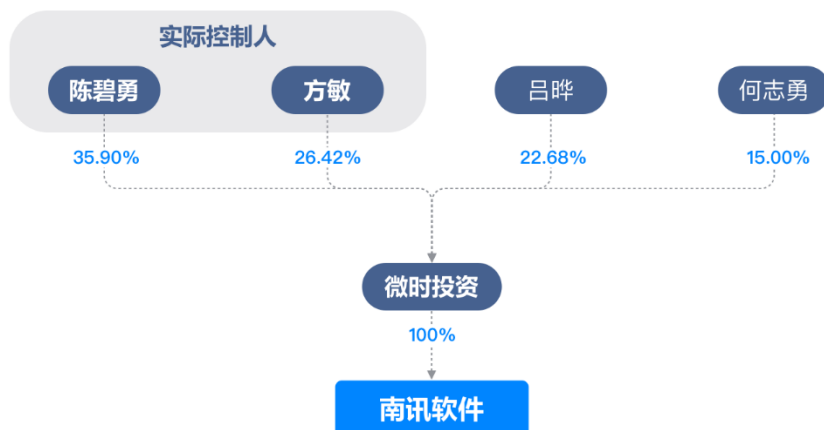 实际控制人
陈碧勇
方敏
吕晔
何志勇
35.90%
26.42%
22.68%
15.00%
微时投资
100%
南讯软件